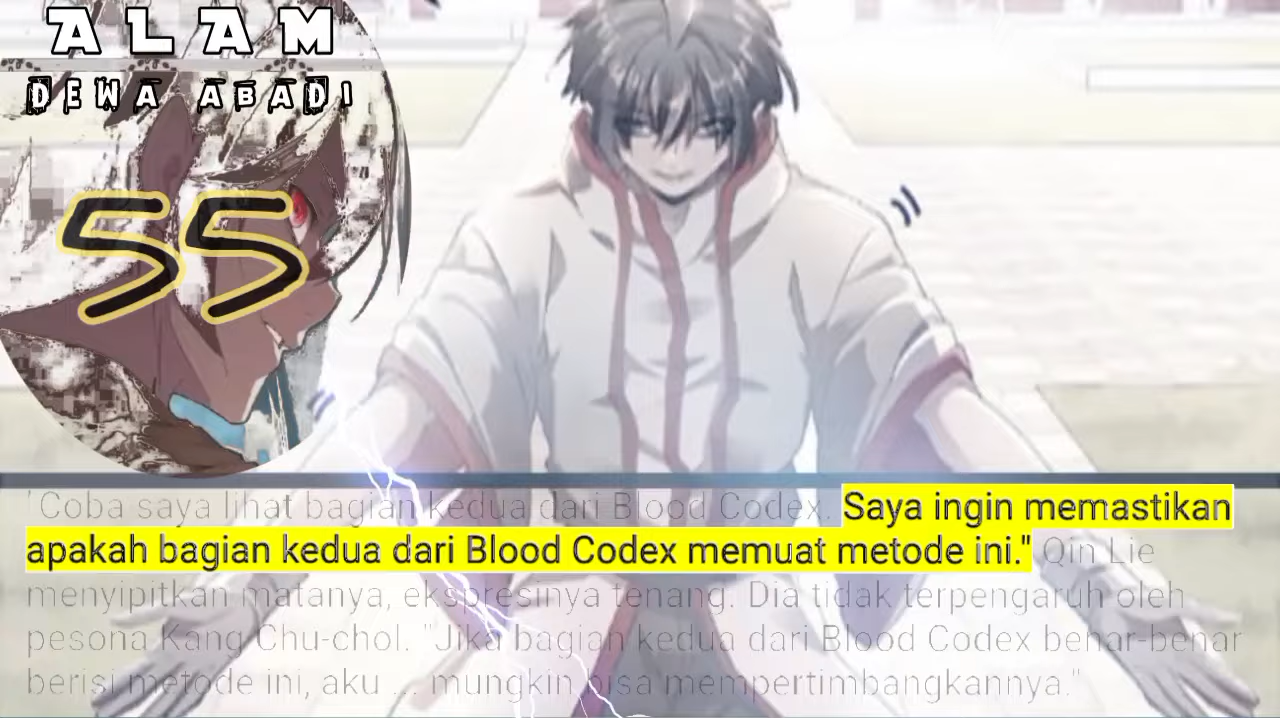 ALAM
DEWA ABADI
55
"Coba saya lihat bagian kedua dari Blood Codex. Saya ingin memastikan
apakah bagian kedua dari Blood Codex memuat metode ini." Qin Lie
menyipitkan matanya, ekspresinya tenang. Dia tidak terpengaruh oleh
pesona Kang Chu-chol. "Jika bagian kedua dari Blood Codex benar-benar
berisi metode ini, aku ... mungkin bisa mempertimbangkannya."